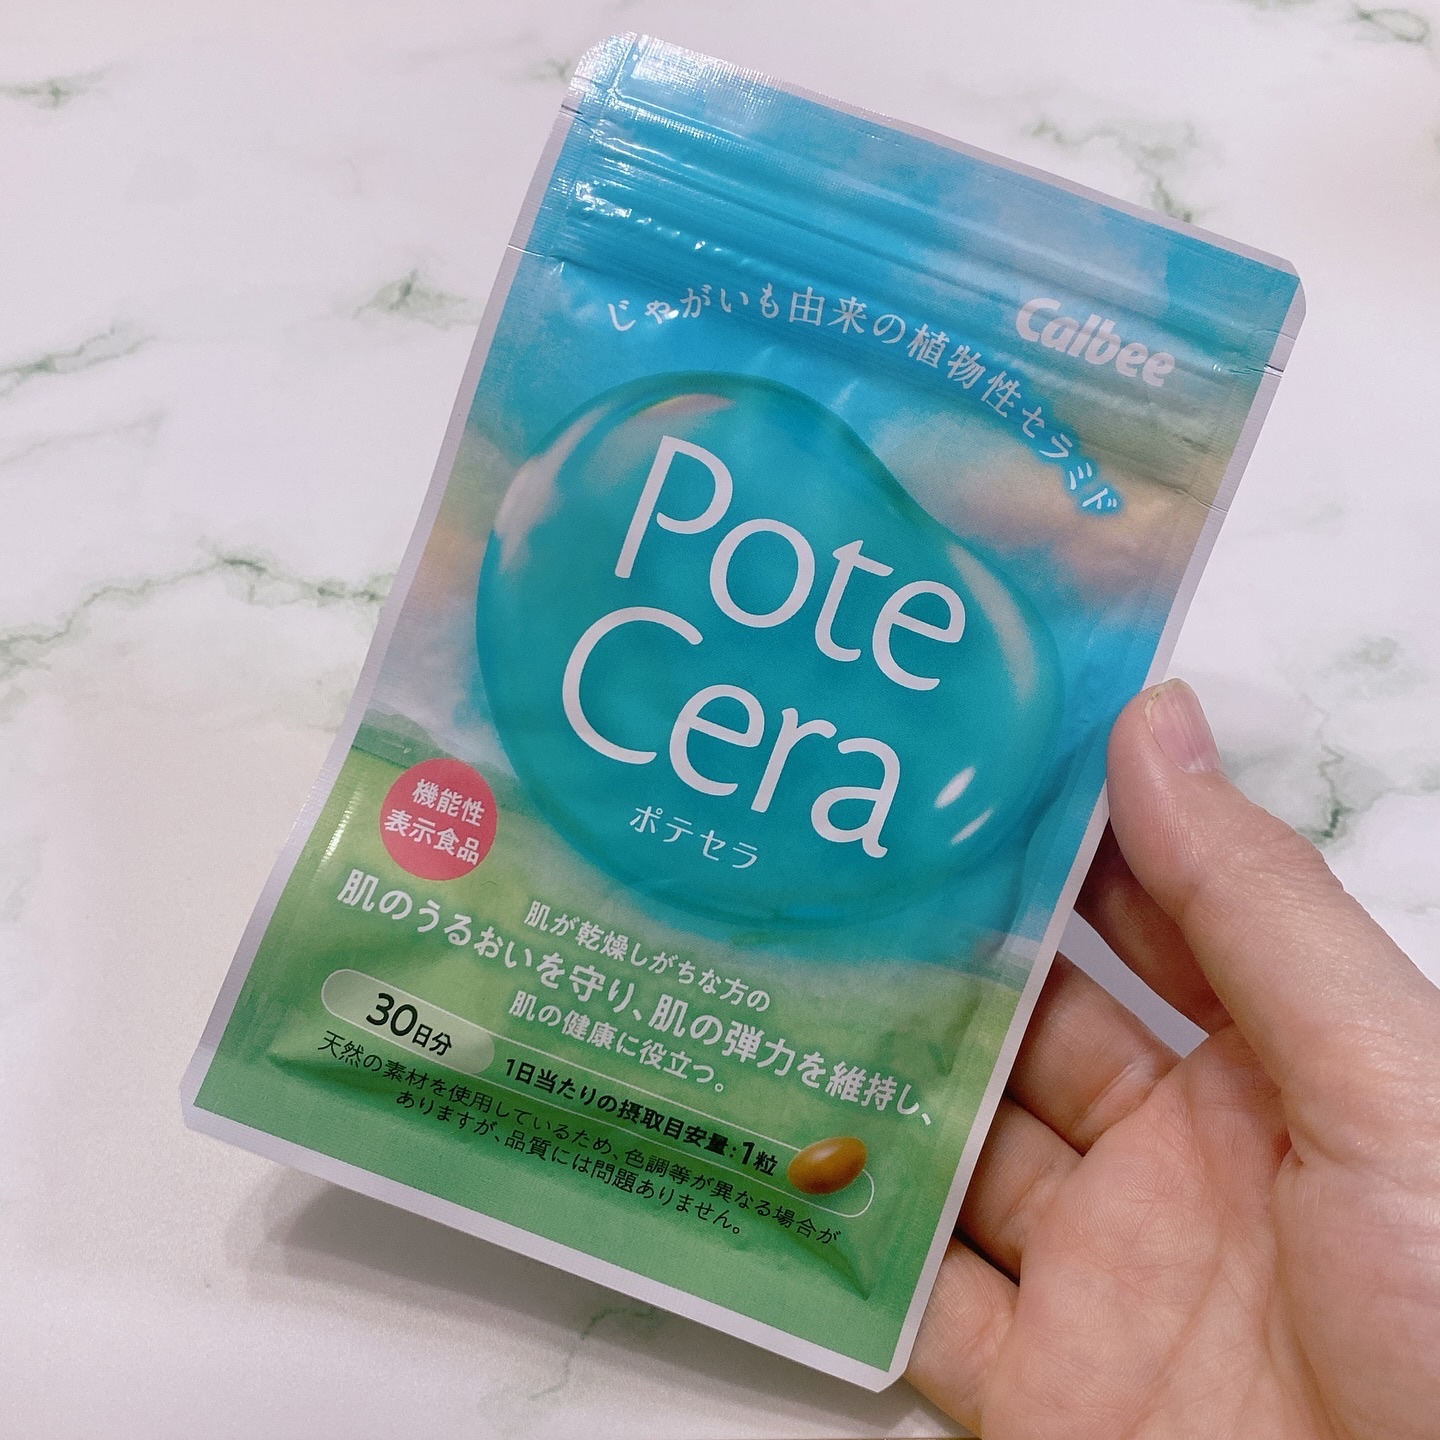 Calbee
じゃがいも由来の植物性セラミド
Pote
Cera
ポテセラ
機能性
表示食品
肌が乾燥しがちな方の
肌のうるおいを守り、肌の弾力を維持し、
肌の健康に役立つ。
30日分
1日当たりの摂取目安量:1粒
天然の素材を使用しているため、色調等が異なる場合が
ありますが、品質には問題ありません。